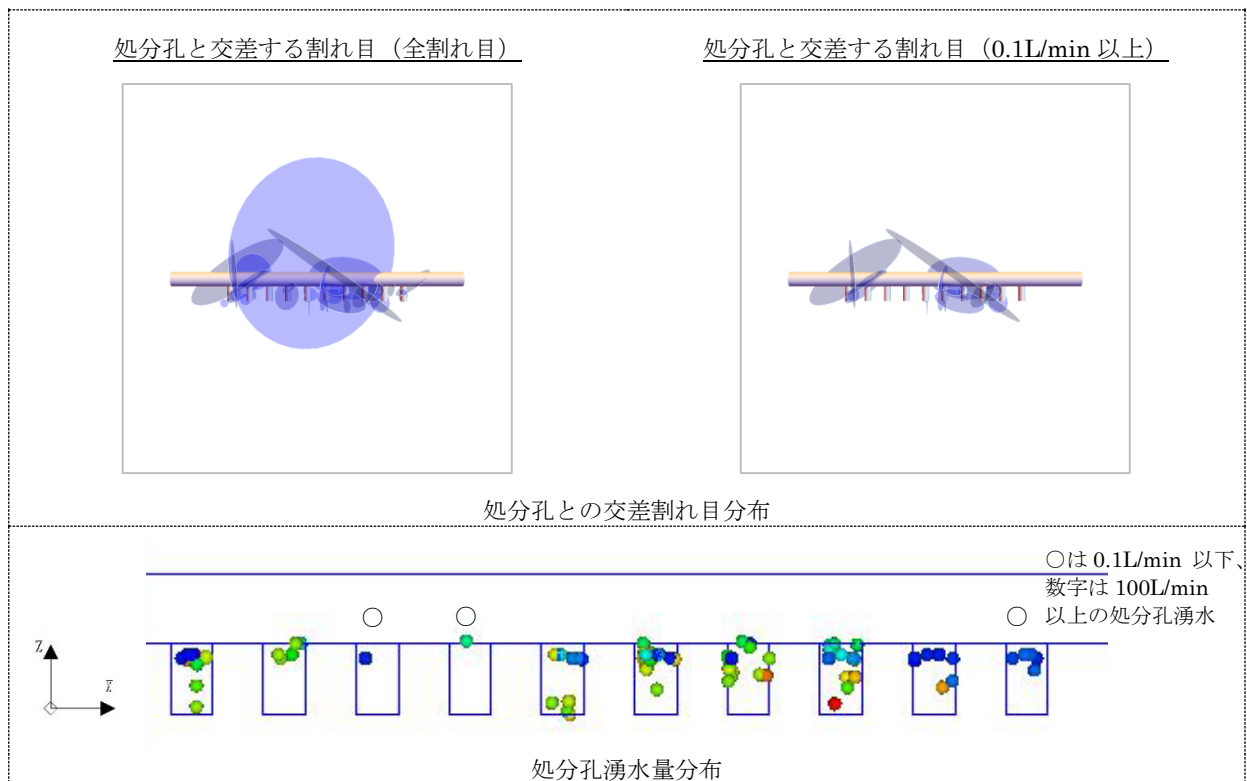 処分孔と交差する割れ目（全割れ目）
処分孔と交差する割れ目（0.1L/min 以上）
処分孔との交差割れ目分布
○は 0.1L/min 以下、
数字は 100L/min
以上の処分孔湧水
Z
処分孔湧水量分布